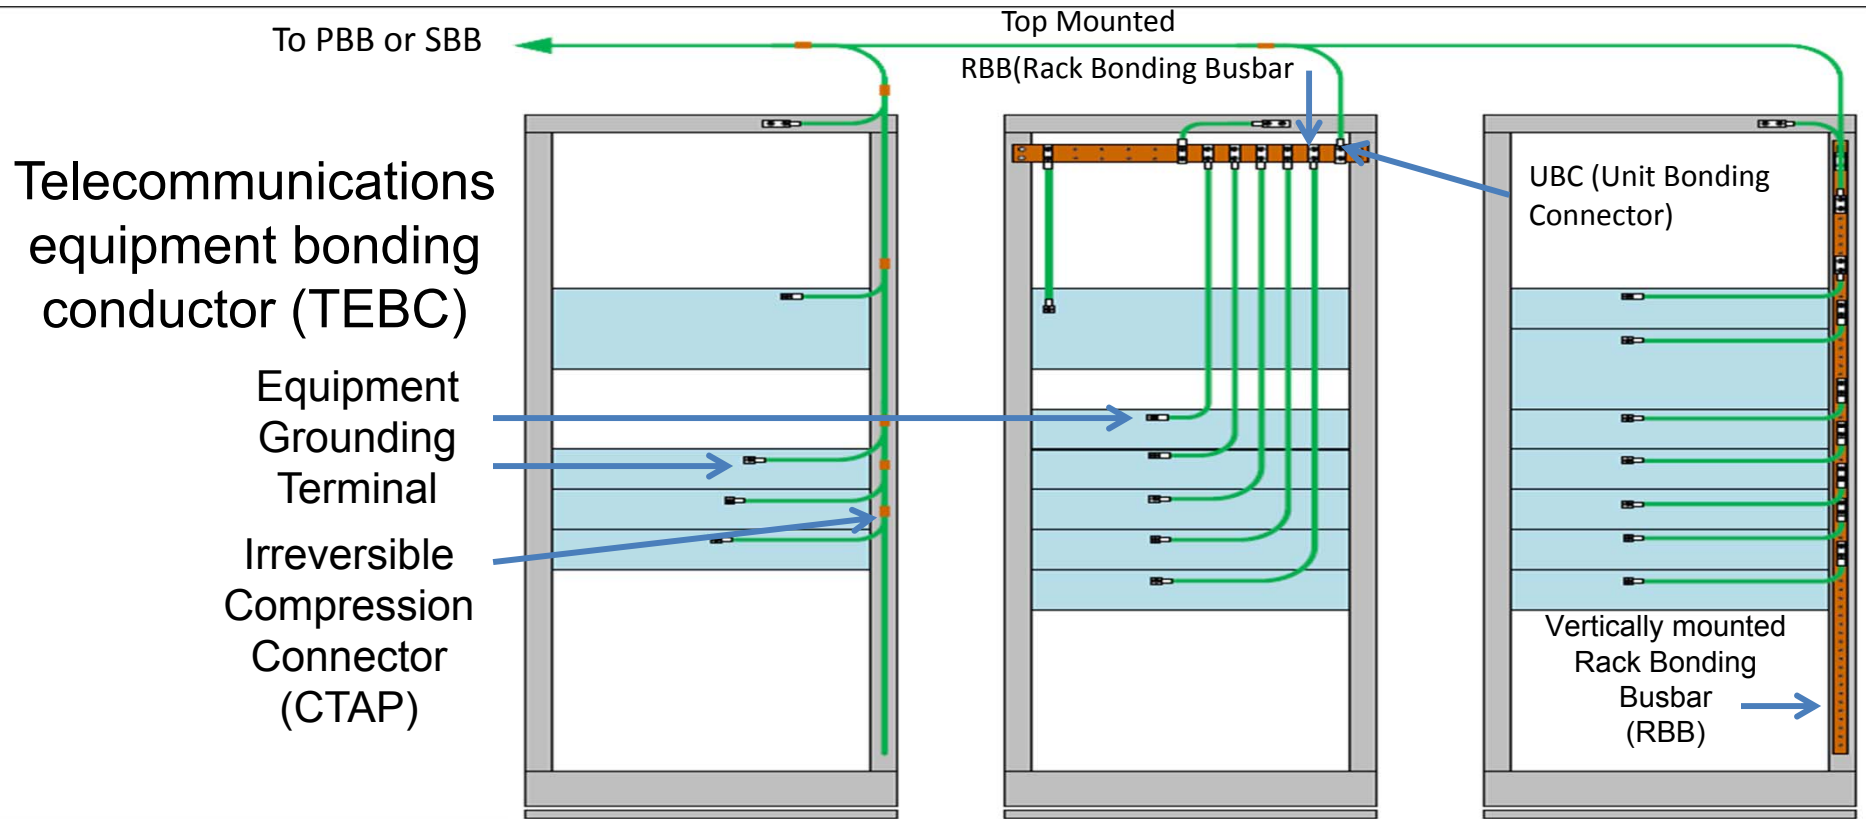 To PBB or SBB
Top Mounted
RBB(Rack Bonding Busbar
Telecommunications
equipment bonding
conductor (TEBC)
UBC (Unit Bonding
Connector)
Equipment
Grounding
Terminal
Irreversible
Compression
Connector
(CTAP)
Vertically mounted
Rack Bonding
Busbar
(RBB)